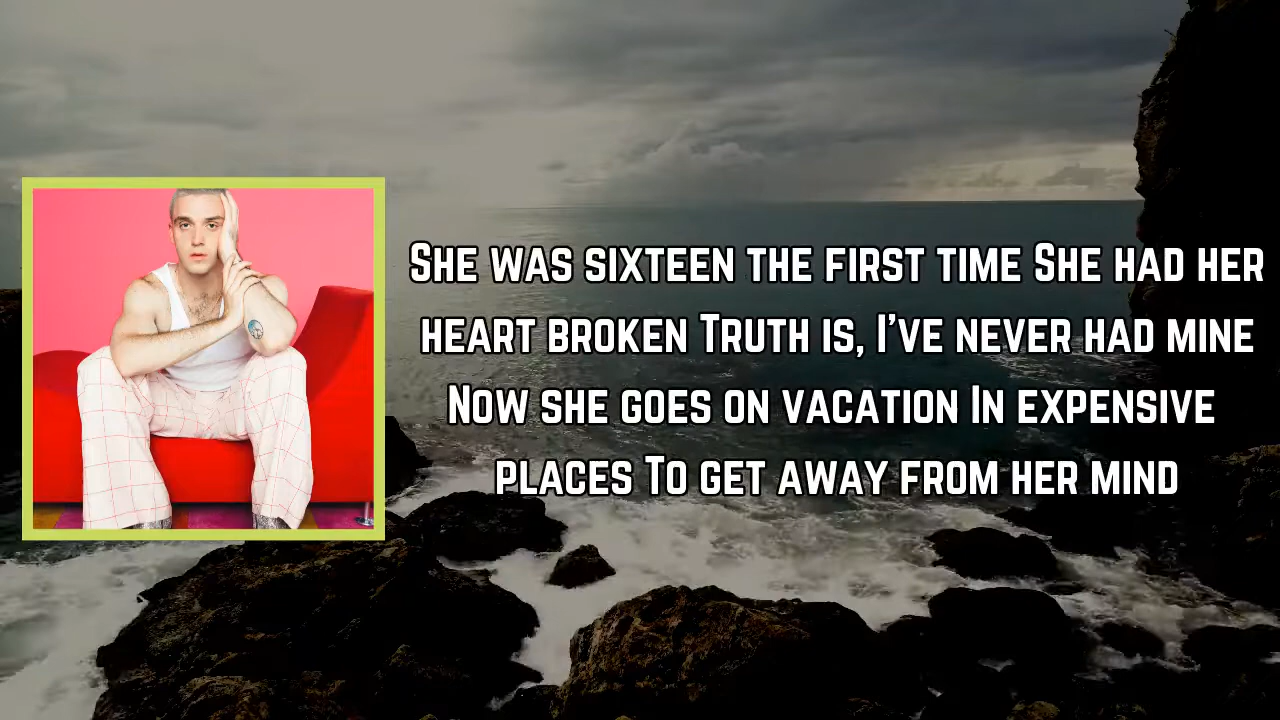 She was sixteen the first time She had her
heart broken Truth is, I've never had mine
Now she goes on vacation In expensive
places To get away from her mind